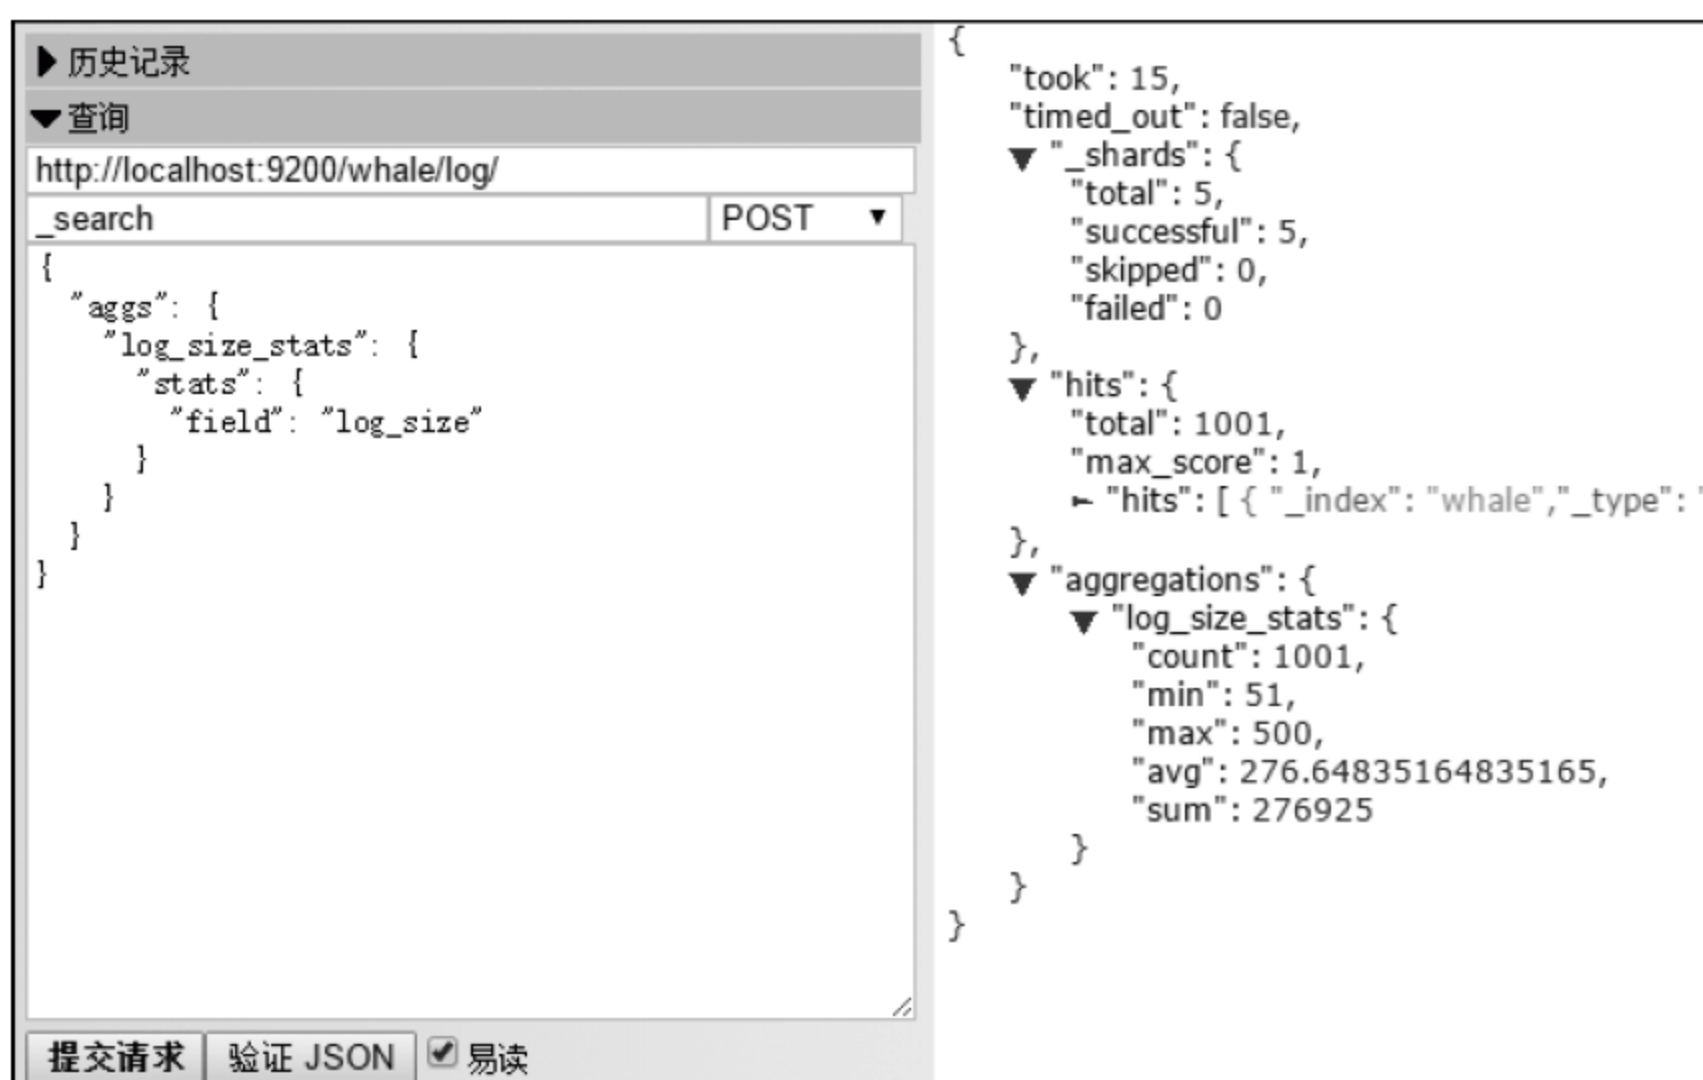 历史记录
查询
http://localhost:9200/whale/log/
_search
POST
{
"aggs": {
"log_size_stats": {
"stats": {
"field": "log_size"
}
}
}
}
提交请求
验证 JSON
易读
{
"took": 15,
"timed_out": false,
"_shards": {
"total": 5,
"successful": 5,
"skipped": 0,
"failed": 0
},
"hits": {
"total": 1001,
"max_score": 1,
"hits": [ { "_index": "whale","_type": "
},
"aggregations": {
"log_size_stats": {
"count": 1001,
"min": 51,
"max": 500,
"avg": 276.64835164835165,
"sum": 276925
}
}
}